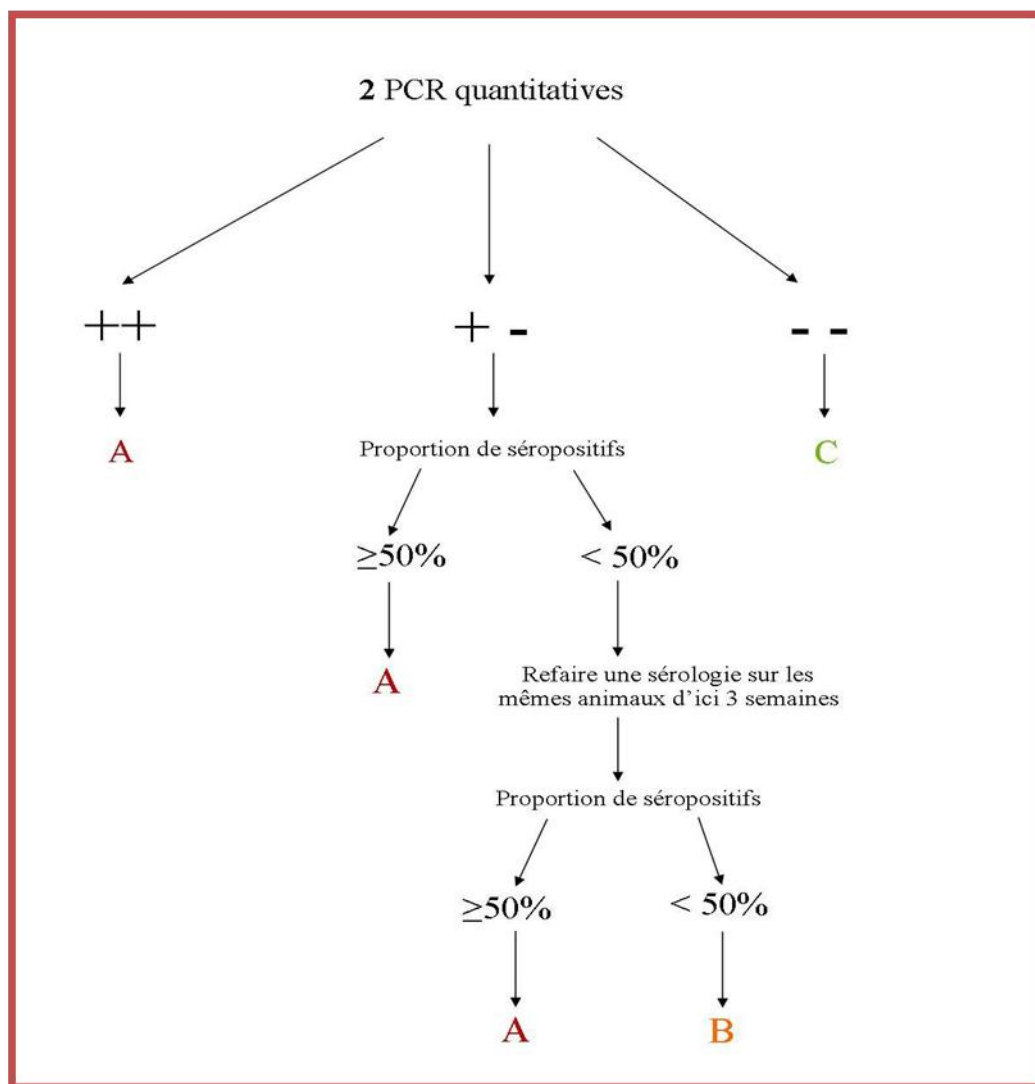 2 PCR quantitatives
++
+ -
- -
A
Proportion de séropositifs
C
≥50%
< 50%
A
Refaire une sérologie sur les
mêmes animaux d'ici 3 semaines
Proportion de séropositifs
≥50%
< 50%
A
B